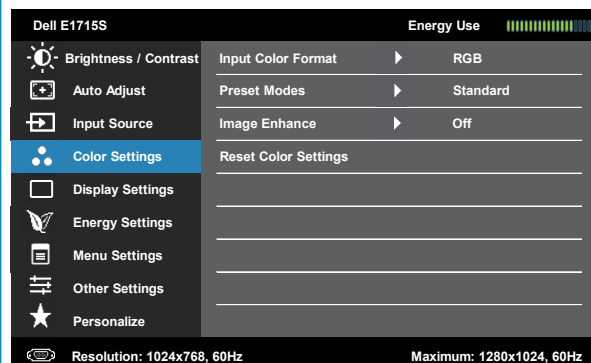 Dell E1715S Energy Use
Brightness / Contrast Input Color Format RGB
Auto Adjust Preset Modes Standard
Input Source Image Enhance Off
Color Settings Reset Color Settings
Display Settings
Energy Settings
Menu Settings
Other Settings
Personalize
Resolution: 1024x768, 60Hz Maximum: 1280x1024, 60Hz